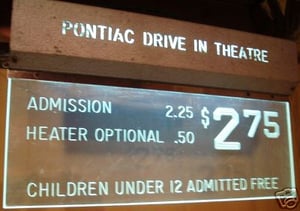 PONTIAC DRIVE IN THEATRE
ADMISSION 2.25 $2.75
HEATER OPTIONAL .50
CHILDREN UNDER 12 ADMITTED FREE